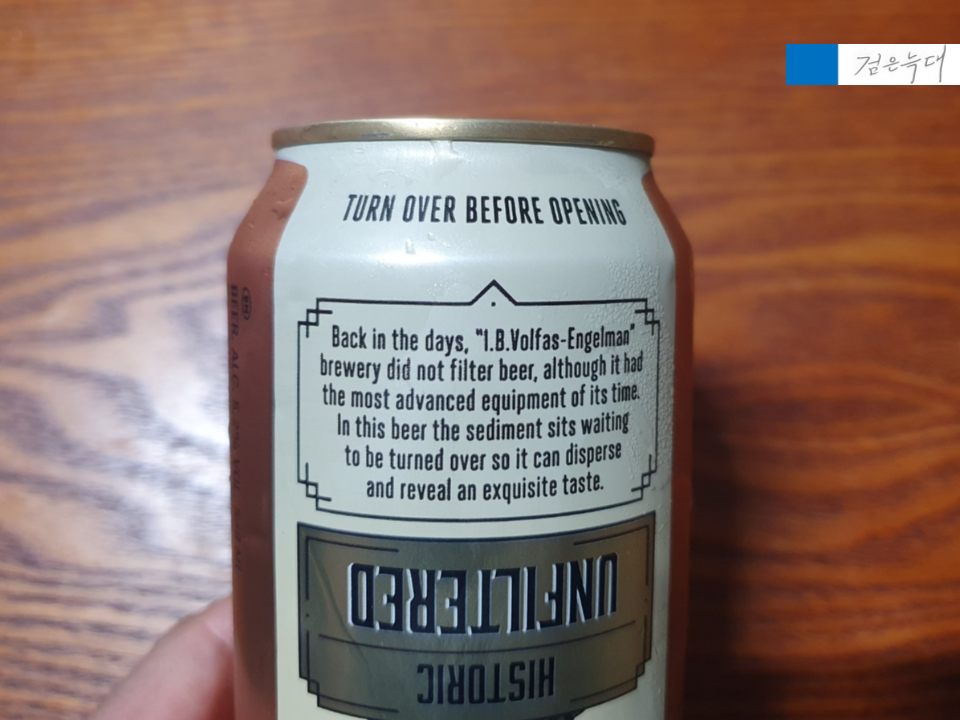 검은늑대
TURN OVER BEFORE OPENING
Back in the days, "I.B.Volfas-Engelman"
brewery did not filter beer, although it had
the most advanced equipment of its time.
In this beer the sediment sits waiting
to be turned over so it can disperse
and reveal an exquisite taste.
UNFILTERED
HISTORIC
BEER ALC